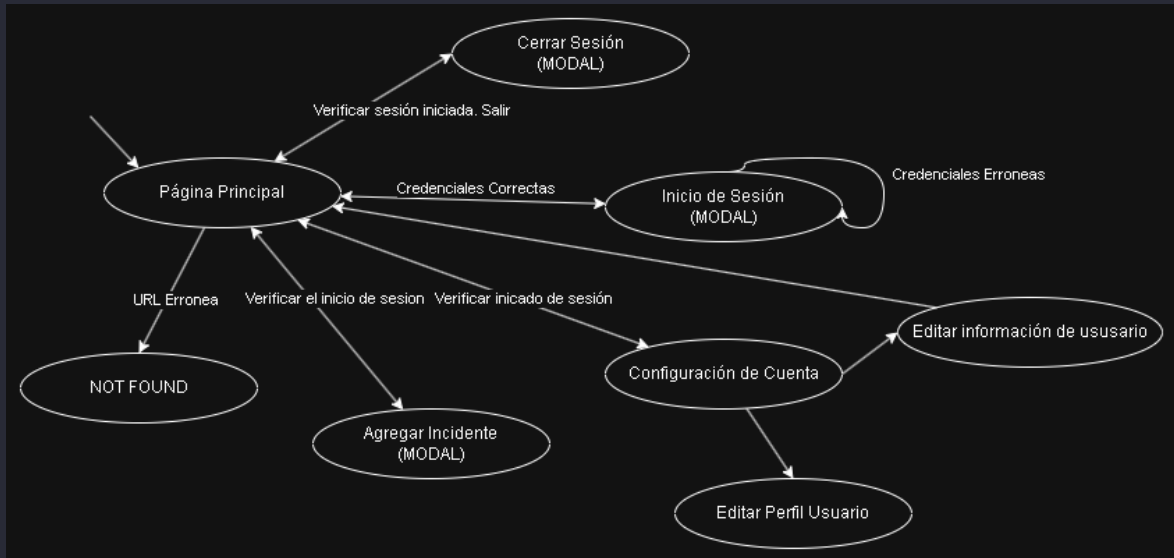 Cerrar Sesión
(MODAL)
Verificar sesión iniciada. Salir
Página Principal
Credenciales Correctas
Inicio de Sesión
(MODAL)
Credenciales Erroneas
URL Erronea
Verificar el inicio de sesion
Verificar inicado de sesión
Editar información de ususario
NOT FOUND
Configuración de Cuenta
Agregar Incidente
(MODAL)
Editar Perfil Usuario